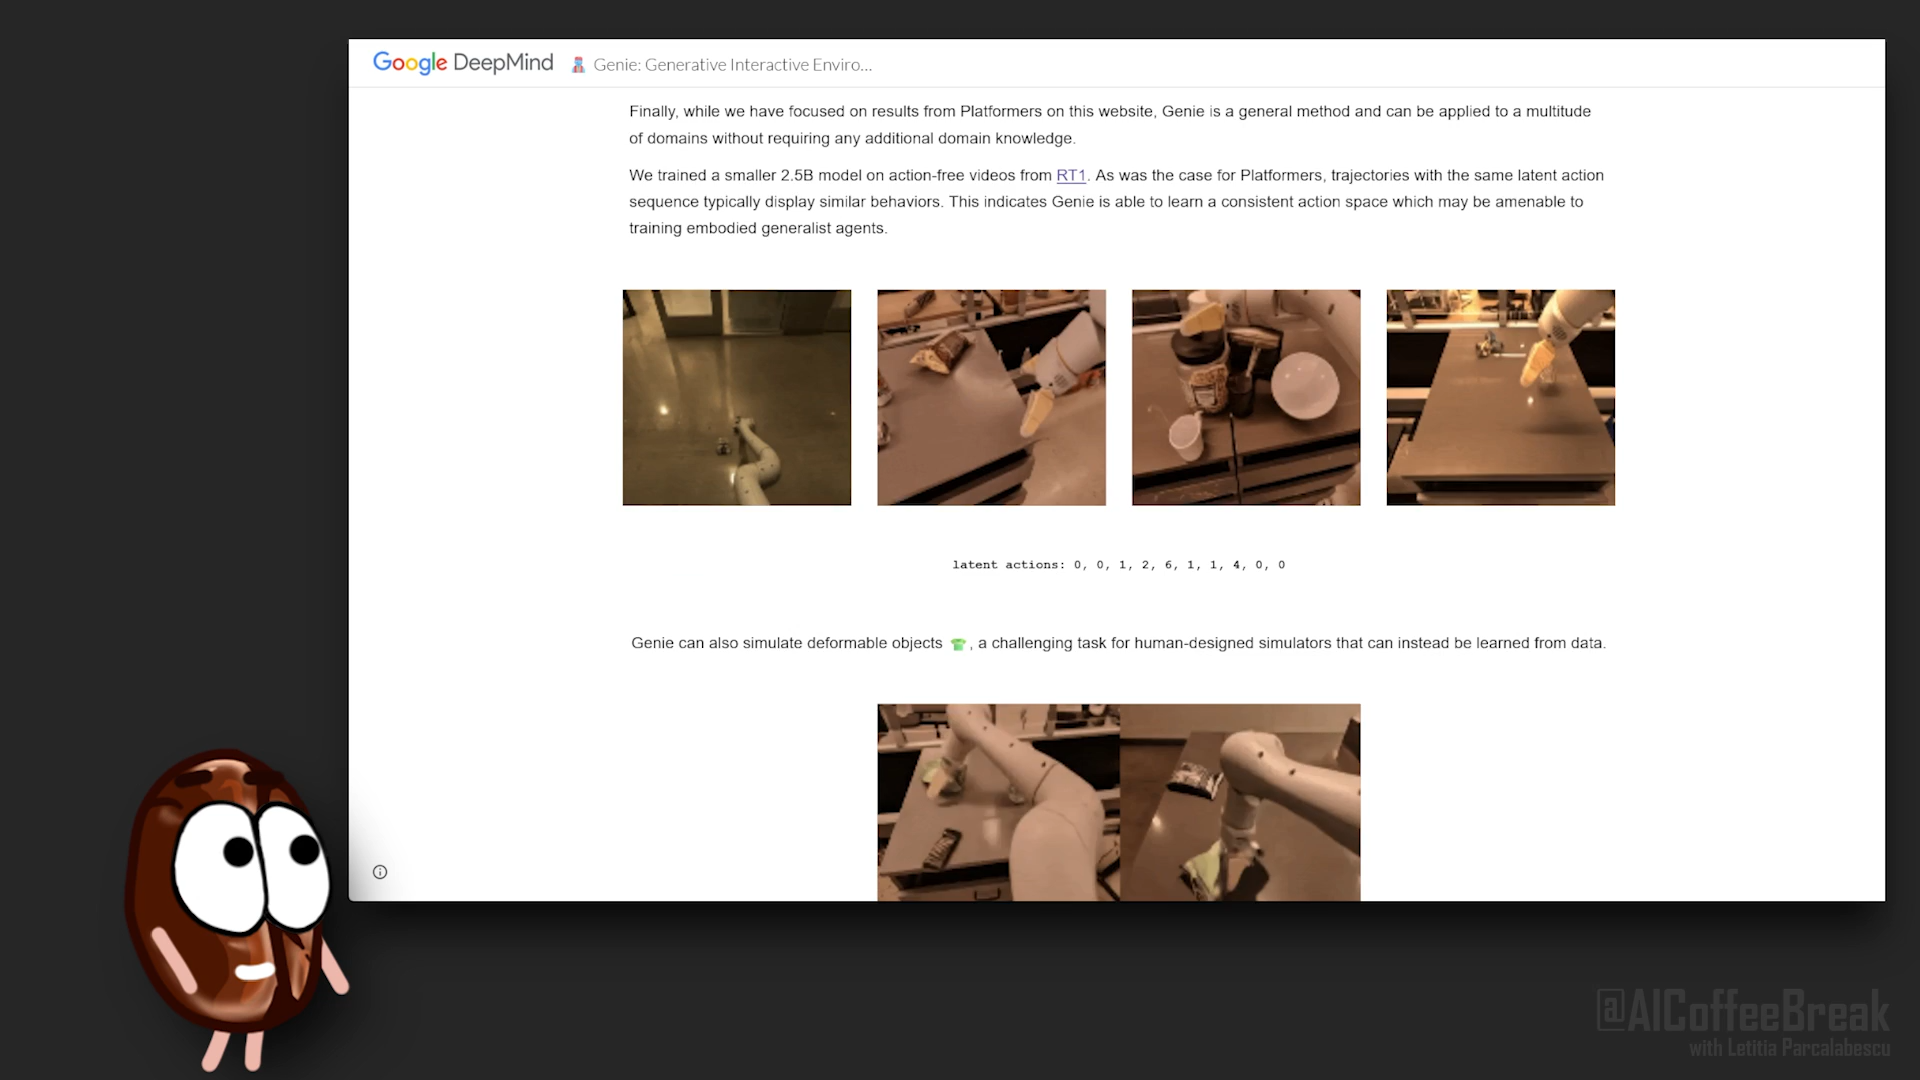 Google DeepMind Genie: Generative Interactive Enviro...
Finally, while we have focused on results from Platformers on this website, Genie is a general method and can be applied to a multitude
of domains without requiring any additional domain knowledge.
We trained a smaller 2.5B model on action-free videos from RT1. As was the case for Platformers, trajectories with the same latent action
sequence typically display similar behaviors. This indicates Genie is able to learn a consistent action space which may be amenable to
training embodied generalist agents.
latent actions: 0, 0, 1, 2, 6, 1, 1, 4, 0, 0
Genie can also simulate deformable objects 👕, a challenging task for human-designed simulators that can instead be learned from data.
@AICoffeeBreak
with Letitia Parcalabescu